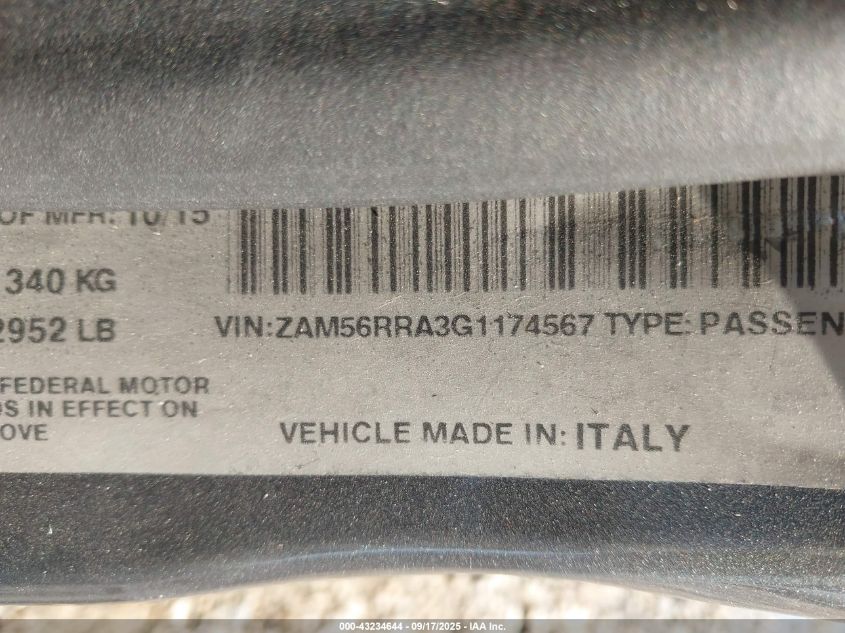 OF MFR: 10/15
340 KG
2952 LB
VIN:ZAM56RRA3G1174567 TYPE: PASSEN
FEDERAL MOTOR
DS IN EFFECT ON
OVE
VEHICLE MADE IN: ITALY
000-43234644 - 09/17/2025 - IAA Inc.